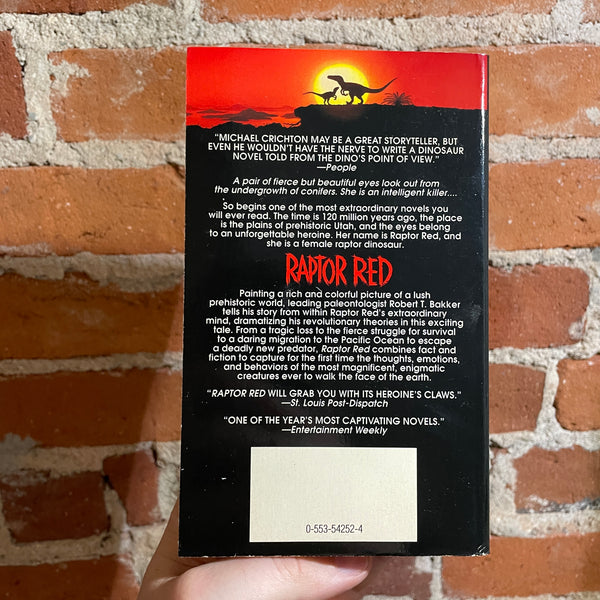 "MICHAEL CRICHTON MAY BE A GREAT STORYTELLER, BUT
EVEN HE WOULDN'T HAVE THE NERVE TO WRITE A DINOSAUR
NOVEL TOLD FROM THE DINO'S POINT OF VIEW."
—People
A pair of fierce but beautiful eyes look out from
the undergrowth of conifers. She is an intelligent killer....
So begins one of the most extraordinary novels you
will ever read. The time is 120 million years ago, the place
is the plains of prehistoric Utah, and the eyes belong
to an unforgettable heroine. Her name is Raptor Red, and
she is a female raptor dinosaur.
RAPTOR RED
Painting a rich and colorful picture of a lush
prehistoric world, leading paleontologist Robert T. Bakker
tells his story from within Raptor Red's extraordinary
mind, dramatizing his revolutionary theories in this exciting
tale. From a tragic loss to the fierce struggle for survival
to a daring migration to the Pacific Ocean to escape
a deadly new predator, Raptor Red combines fact and
fiction to capture for the first time the thoughts, emotions,
and behaviors of the most magnificent, enigmatic
creatures ever to walk the face of the earth.
"RAPTOR RED WILL GRAB YOU WITH ITS HEROINE'S CLAWS."
—St. Louis Post-Dispatch
"ONE OF THE YEAR'S MOST CAPTIVATING NOVELS."
—Entertainment Weekly
0-553-54252-4